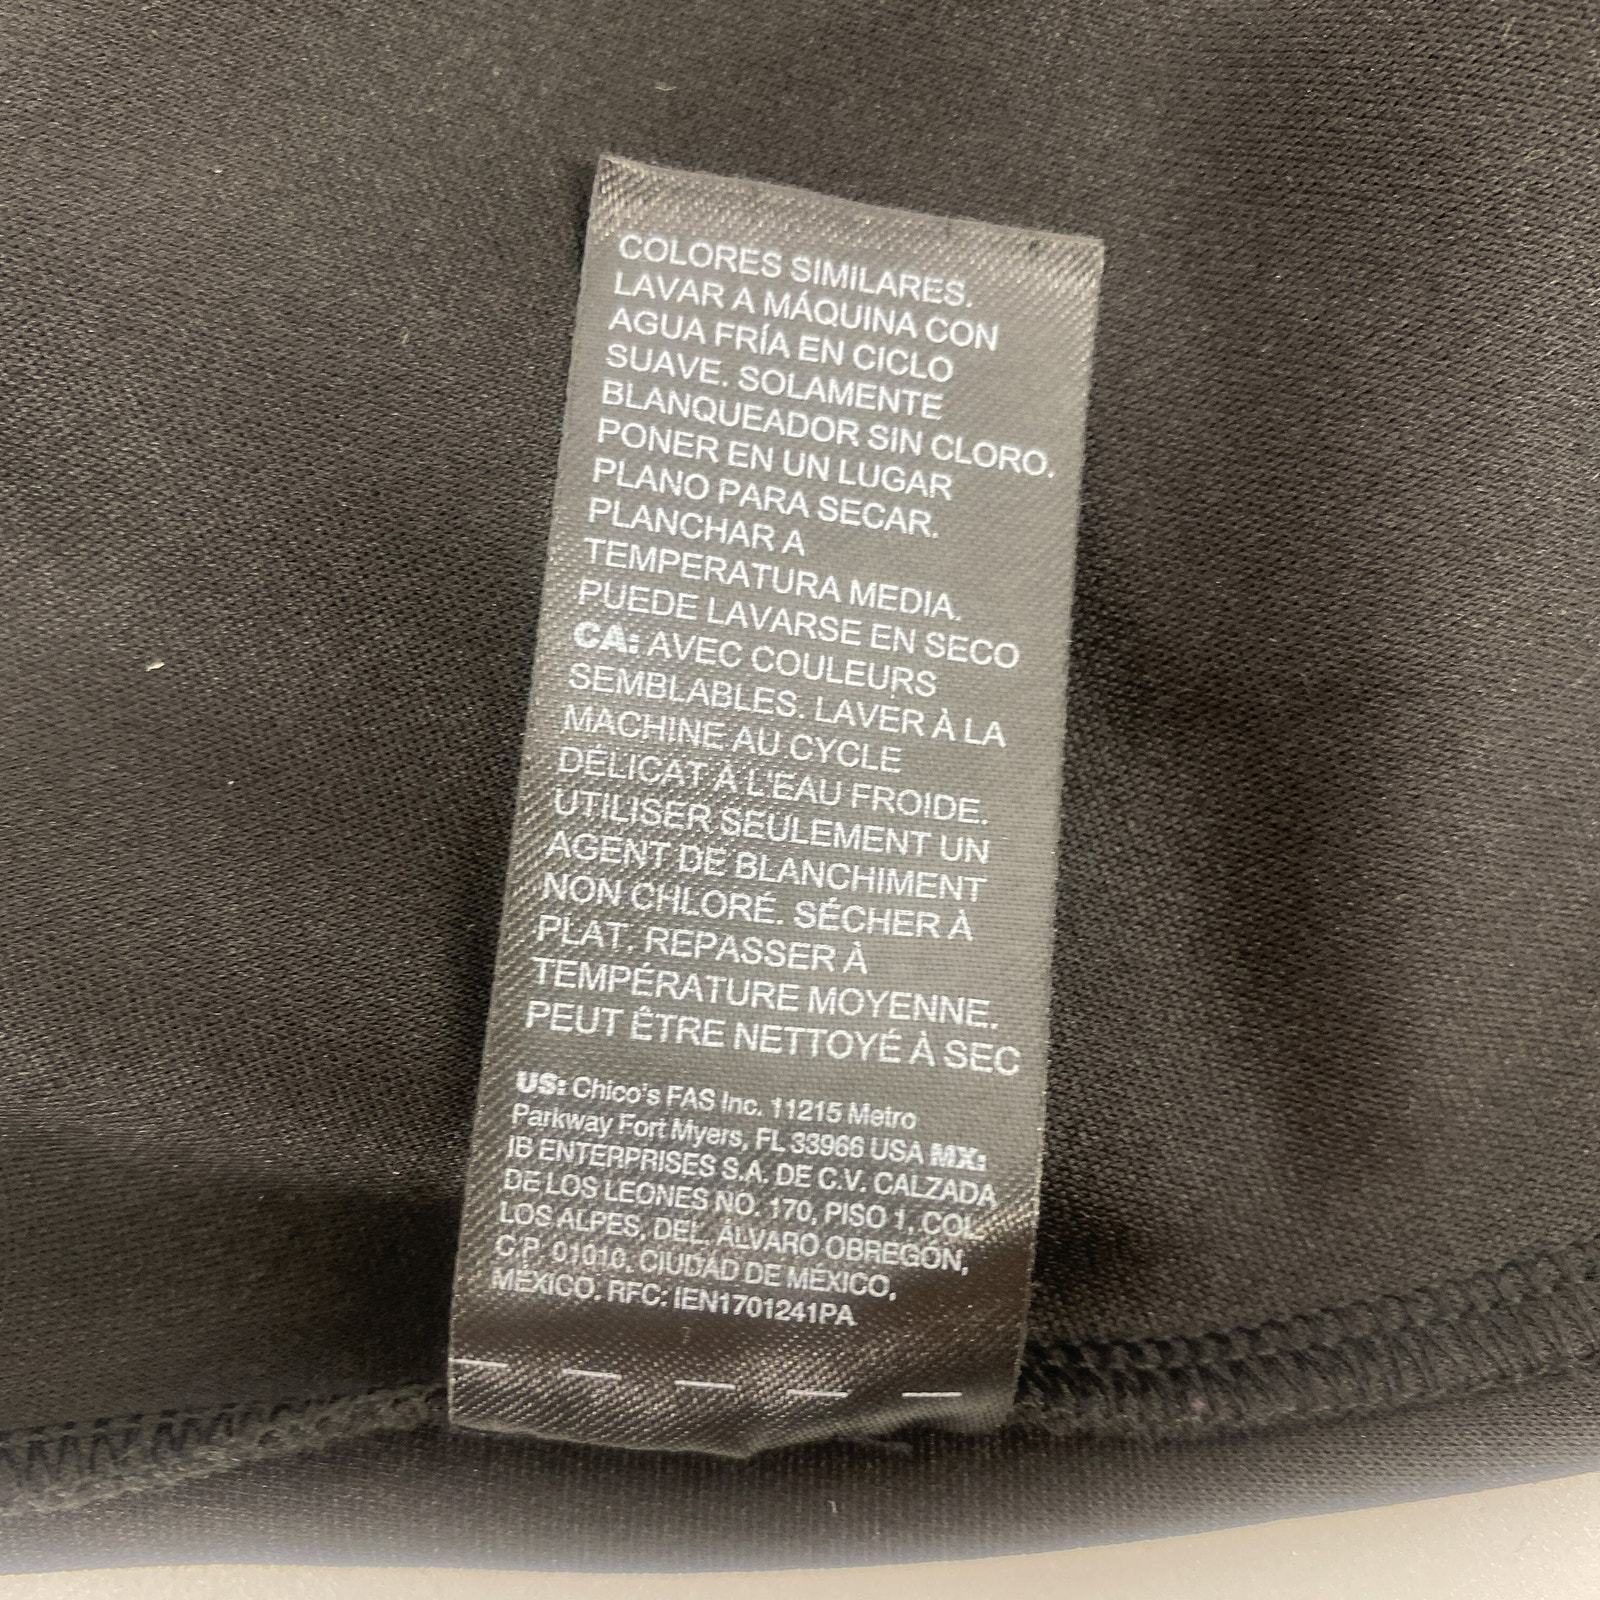 COLORES SIMILARES.
LAVAR A MÁQUINA CON
AGUA FRÍA EN CICLO
SUAVE. SOLAMENTE
BLANQUEADOR SIN CLORO.
PONER EN UN LUGAR
PLANO PARA SECAR.
PLANCHAR A
TEMPERATURA MEDIA.
PUEDE LAVARSE EN SECO
CA: AVEC COULEURS
SEMBLABLES. LAVER À LA
MACHINE AU CYCLE
DÉLICAT À L'EAU FROIDE.
UTILISER SEULEMENT UN
AGENT DE BLANCHIMENT
NON CHLORÉ. SÉCHER À
PLAT. REPASSER À
TEMPÉRATURE MOYENNE.
PEUT ÊTRE NETTOYÉ À SEC
US: Chico's FAS Inc. 11215 Metro
Parkway Fort Myers, FL 33966 USA MX:
IB ENTERPRISES S.A. DE C.V. CALZADA
DE LOS LEONES NO. 170, PISO 1, COL.
LOS ALPES, DEL. ÁLVARO OBREGÓN,
C.P. 01010, CIUDAD DE MÉXICO,
MÉXICO. RFC: IEN1701241PA